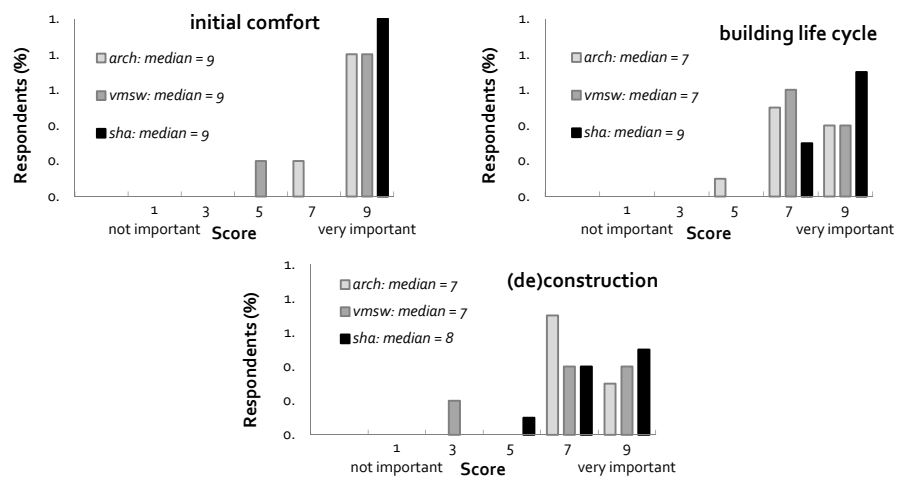 initial comfort
Respondents (%)
1.
1.
1.
0.
0.
0.
arch: median = 9
vmsw: median = 9
sha: median = 9
1 3 5 7 9
not important Score very important
building life cycle
Respondents (%)
1.
1.
1.
0.
0.
0.
arch: median = 7
vmsw: median = 7
sha: median = 9
1 3 5 7 9
not important Score very important
(de)construction
Respondents (%)
1.
1.
1.
0.
0.
0.
arch: median = 7
vmsw: median = 7
sha: median = 8
1 3 5 7 9
not important Score very important